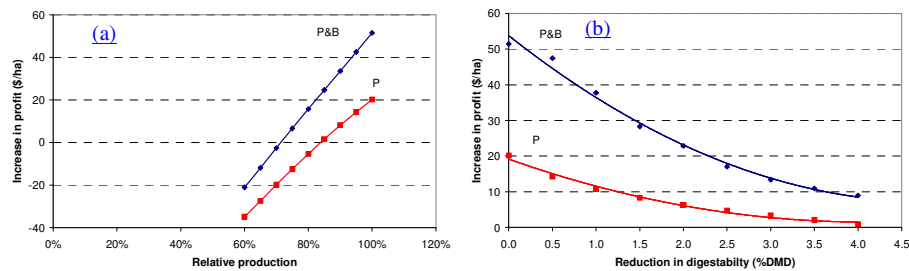 (a)
P&B
P
Increase in profit ($/ha)
60
40
20
0
-20
-40
0% 20% 40% 60% 80% 100% 120%
Relative production
(b)
P&B
P
Increase in profit ($/ha)
60
50
40
30
20
10
0
0.0 0.5 1.0 1.5 2.0 2.5 3.0 3.5 4.0 4.5
Reduction in digestabilty (%DMD)